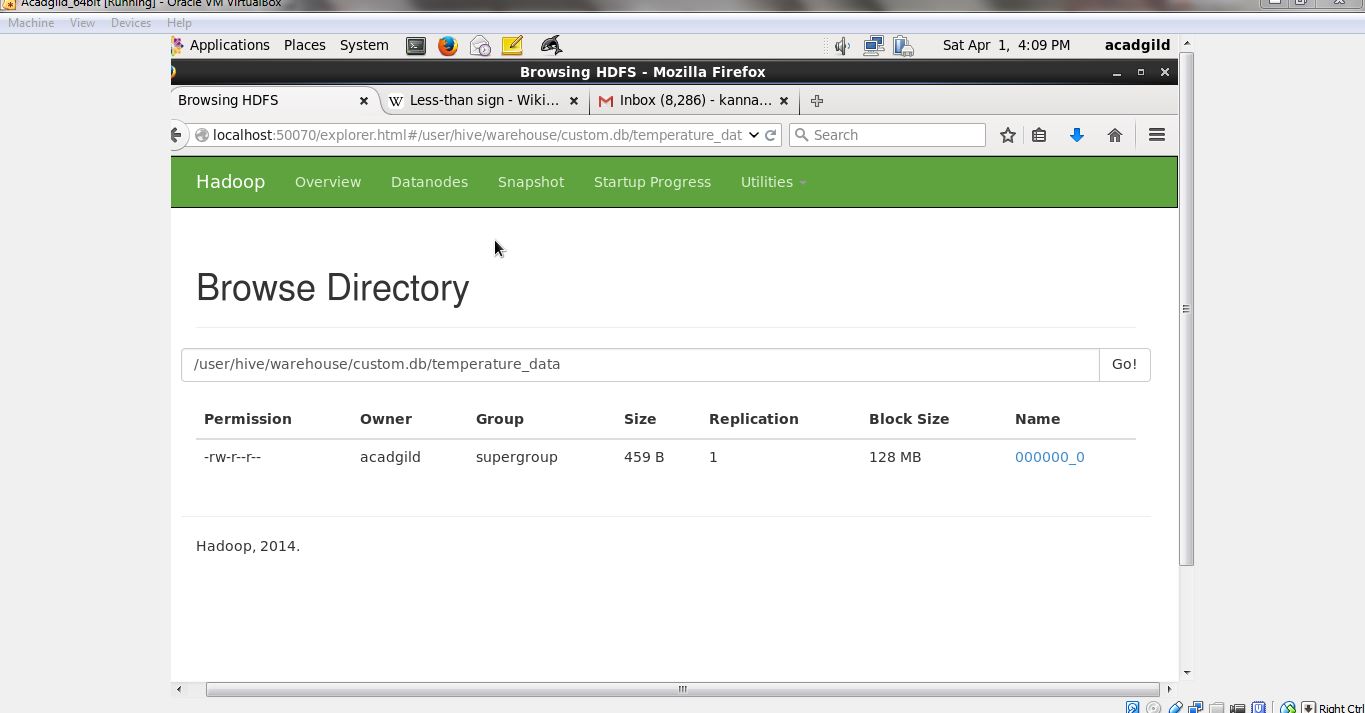 Acadgild_64bit [Running] - Oracle VM VirtualBox
Machine View Devices Help
Applications Places System Sat Apr 1, 4:09 PM acadgild
Browsing HDFS - Mozilla Firefox
Browsing HDFS Less-than sign - Wiki... Inbox (8,286) - kanna...
localhost:50070/explorer.html#/user/hive/warehouse/custom.db/temperature_dat Search
Hadoop Overview Datanodes Snapshot Startup Progress Utilities
Browse Directory
/user/hive/warehouse/custom.db/temperature_data Go!
Permission Owner Group Size Replication Block Size Name
-rw-r--r-- acadgild supergroup 459 B 1 128 MB 000000_0
Hadoop, 2014.
Right Ctrl